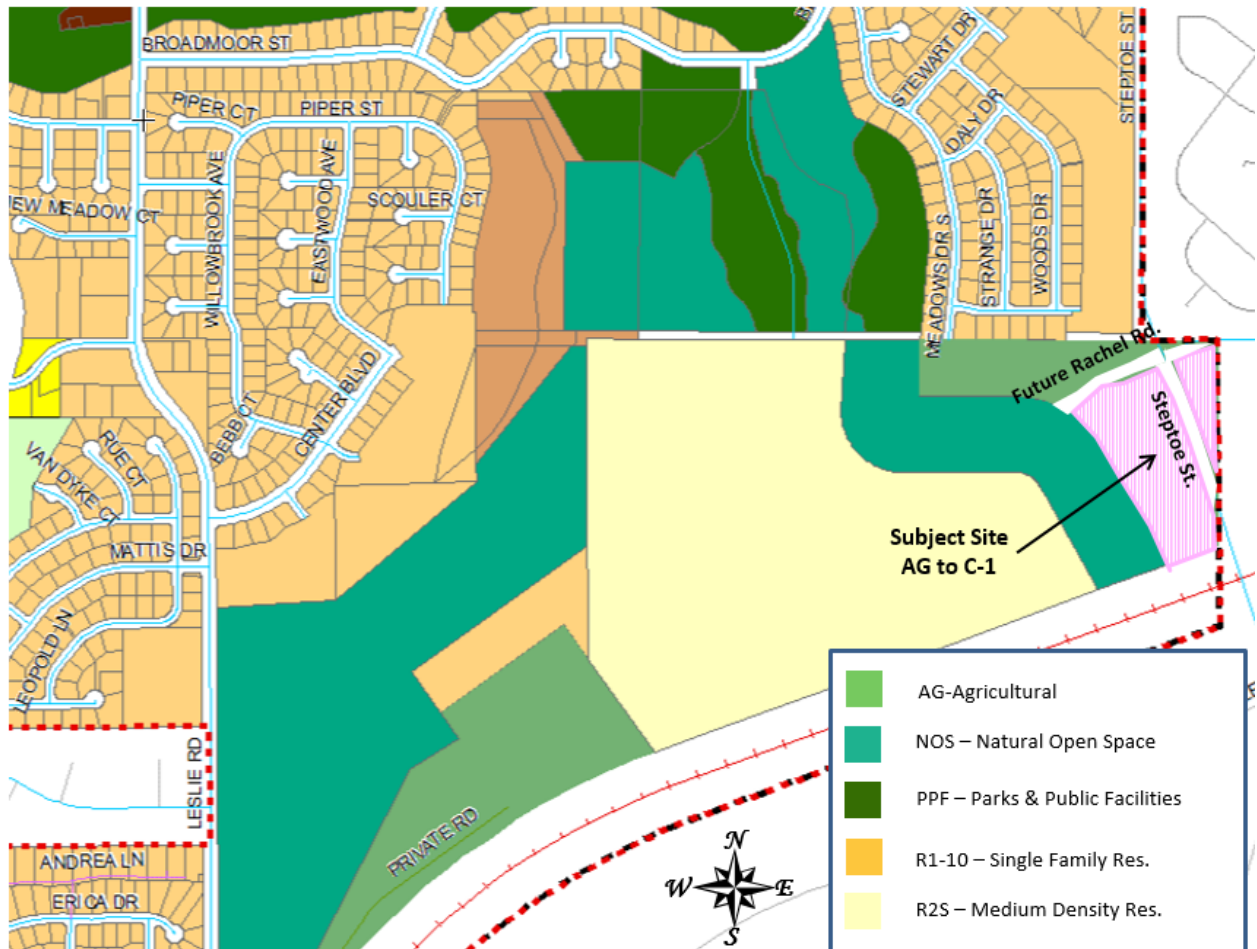 BROADMOOR ST
STEWART DR
STEPTOE ST
PIPER CT
PIPER ST
DALY DR
WILLOWBROOK AVE
EASTWOOD AVE
SCOULER CT
MEADOW CT
MEADOWS DR S
STRANGE DR
WOODS DR
Future Rachel Rd.
BEBB CT
CENTER BLVD
Steptoe St.
VAN DYKE CT
RUE CT
MATTIS DR
Subject Site
AG to C-1
LEOPOLD LN
LESLIE RD
PRIVATE RD
ANDREA LN
ERICA DR
N
W
E
S
AG-Agricultural
NOS – Natural Open Space
PPF – Parks & Public Facilities
R1-10 – Single Family Res.
R2S – Medium Density Res.